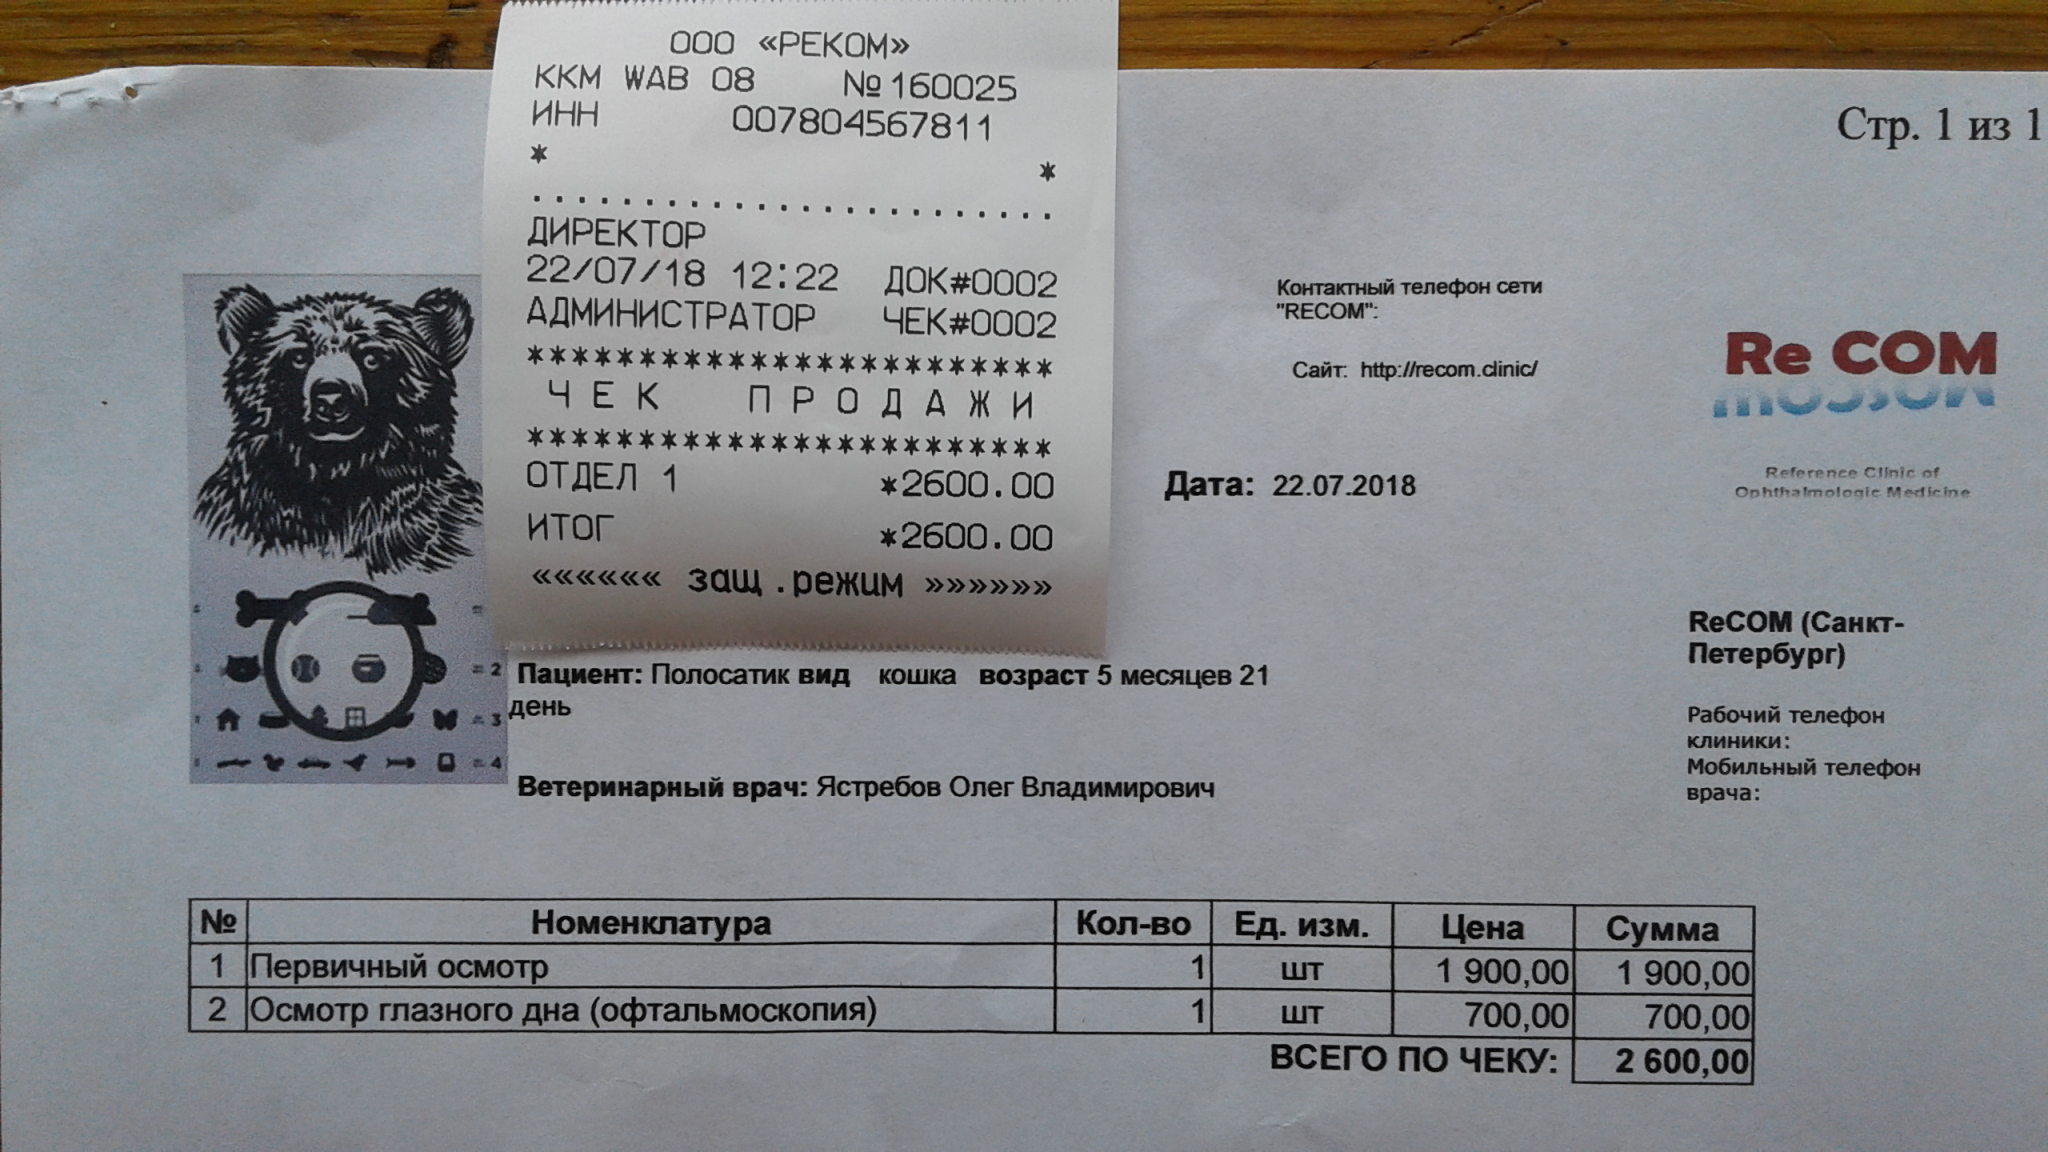 ООО «РЕКОМ»
ККМ WAB 08 №160025
ИНН 007804567811
* *
........................
ДИРЕКТОР
22/07/18 12:22 ДОК#0002
АДМИНИСТРАТОР ЧЕК#0002
************************
ЧЕК ПРОДАЖИ
************************
ОТДЕЛ 1 *2600.00
ИТОГ *2600.00
«««««« защ.режим »»»»»»
Стр. 1 из 1
Контактный телефон сети
"RECOM":
Сайт: http://recom.clinic/
Дата: 22.07.2018
Re COM
Reference Clinic of
Ophthalmologic Medicine
ReCOM (Санкт-
Петербург)
Рабочий телефон
клиники:
Мобильный телефон
врача:
= 2
= 3
= 4
Пациент: Полосатик вид кошка возраст 5 месяцев 21
день
Ветеринарный врач: Ястребов Олег Владимирович
№ Номенклатура Кол-во Ед. изм. Цена Сумма
1 Первичный осмотр 1 шт 1 900,00 1 900,00
2 Осмотр глазного дна (офтальмоскопия) 1 шт 700,00 700,00
ВСЕГО ПО ЧЕКУ: 2 600,00